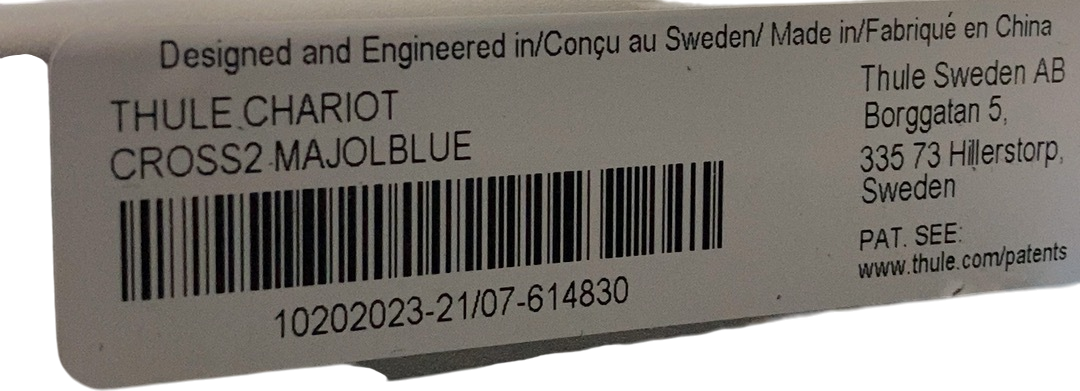 Designed and Engineered in/Conçu au Sweden/ Made in/Fabriqué en China
THULE CHARIOT
CROSS2 MAJOLBLUE
10202023-21/07-614830
Thule Sweden AB
Borggatan 5,
335 73 Hillerstorp,
Sweden
PAT. SEE:
www.thule.com/patents